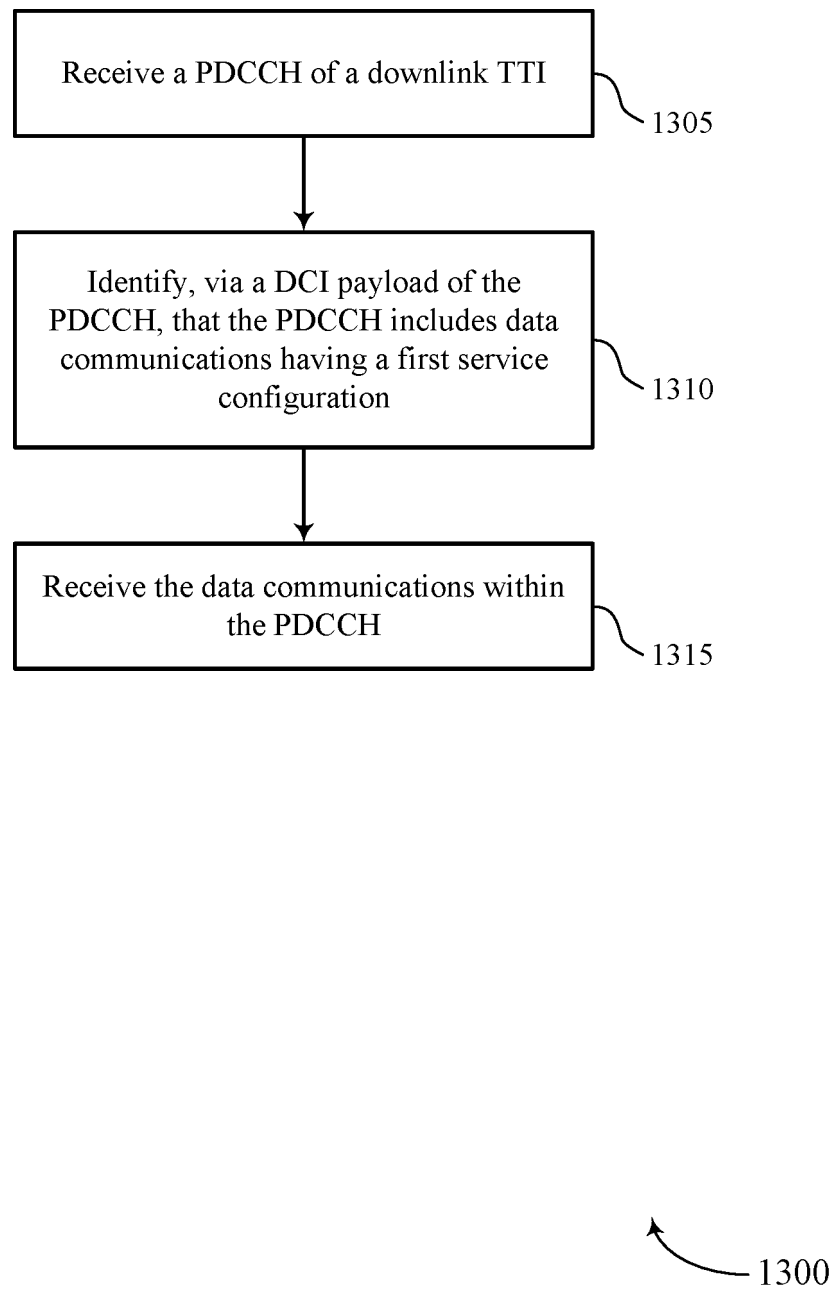 Receive a PDCCH of a downlink TTI
1305
Identify, via a DCI payload of the
PDCCH, that the PDCCH includes data
communications having a first service
configuration
1310
Receive the data communications within
the PDCCH
1315
1300